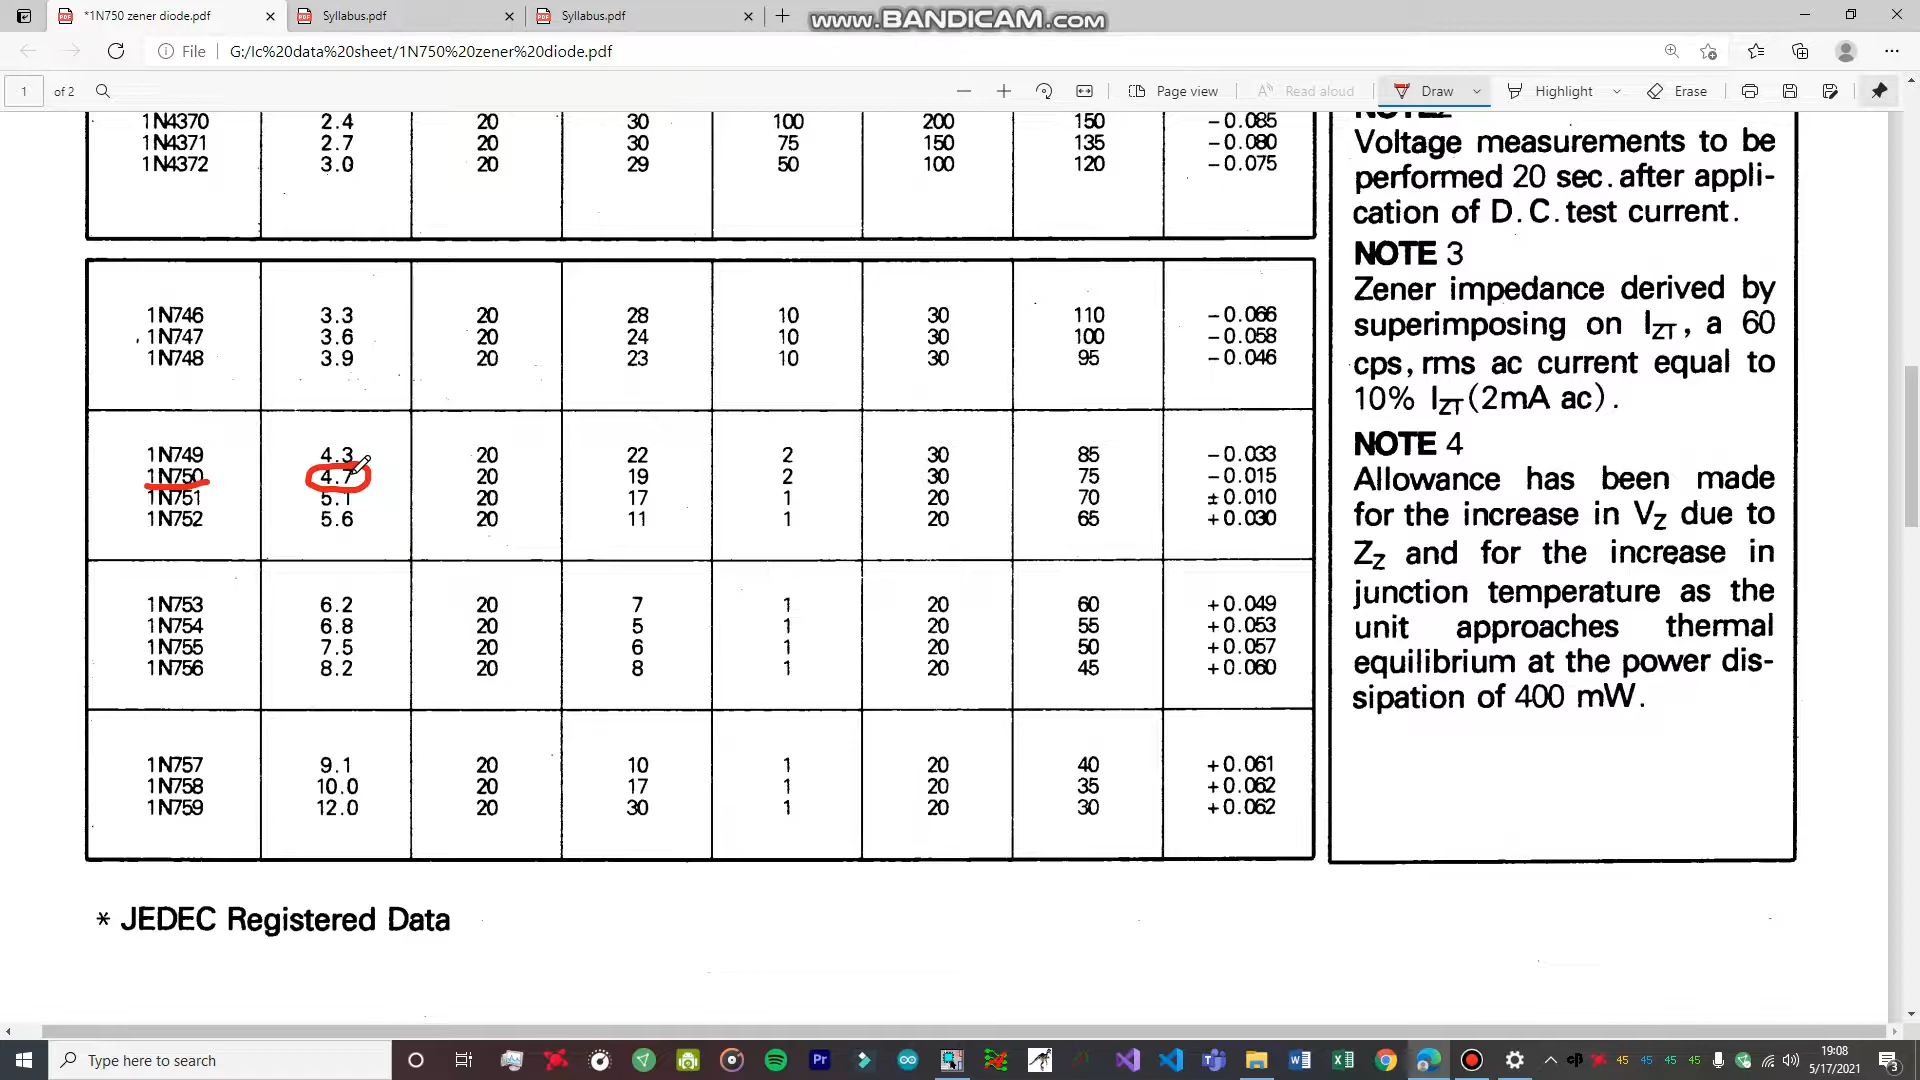 *1N750 zener diode.pdf
Syllabus.pdf
Syllabus.pdf
www.BANDICAM.com
File
G:/Ic%20data%20sheet/1N750%20zener%20diode.pdf
1
of 2
Page view
Read aloud
Draw
Highlight
Erase
1N4370 2.4 20 30 100 200 150 -0.085
1N4371 2.7 20 30 75 150 135 -0.080
1N4372 3.0 20 29 50 100 120 -0.075
1N746 3.3 20 28 10 30 110 -0.066
1N747 3.6 20 24 10 30 100 -0.058
1N748 3.9 20 23 10 30 95 -0.046
1N749 4.3 20 22 2 30 85 -0.033
1N750 4.7 20 19 2 30 75 -0.015
1N751 5.1 20 17 1 20 70 ±0.010
1N752 5.6 20 11 1 20 65 +0.030
1N753 6.2 20 7 1 20 60 +0.049
1N754 6.8 20 5 1 20 55 +0.053
1N755 7.5 20 6 1 20 50 +0.057
1N756 8.2 20 8 1 20 45 +0.060
1N757 9.1 20 10 1 20 40 +0.061
1N758 10.0 20 17 1 20 35 +0.062
1N759 12.0 20 30 1 20 30 +0.062
* JEDEC Registered Data
NOTE 2
Voltage measurements to be
performed 20 sec. after appli-
cation of D.C. test current.
NOTE 3
Zener impedance derived by
superimposing on IZT, a 60
cps, rms ac current equal to
10% IZT (2mA ac).
NOTE 4
Allowance has been made
for the increase in VZ due to
ZZ and for the increase in
junction temperature as the
unit approaches thermal
equilibrium at the power dis-
sipation of 400 mW.
Type here to search
45 45 45 45
19:08
5/17/2021
3